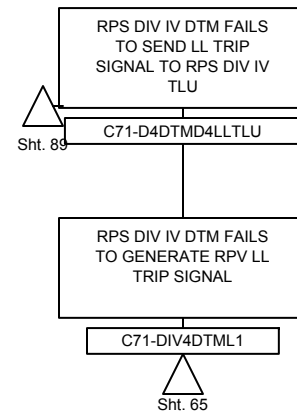 RPS DIV IV DTM FAILS
TO SEND LL TRIP
SIGNAL TO RPS DIV IV
TLU
C71-D4DTMD4LLTLU
Sht. 89
RPS DIV IV DTM FAILS
TO GENERATE RPV LL
TRIP SIGNAL
C71-DIV4DTML1
Sht. 65